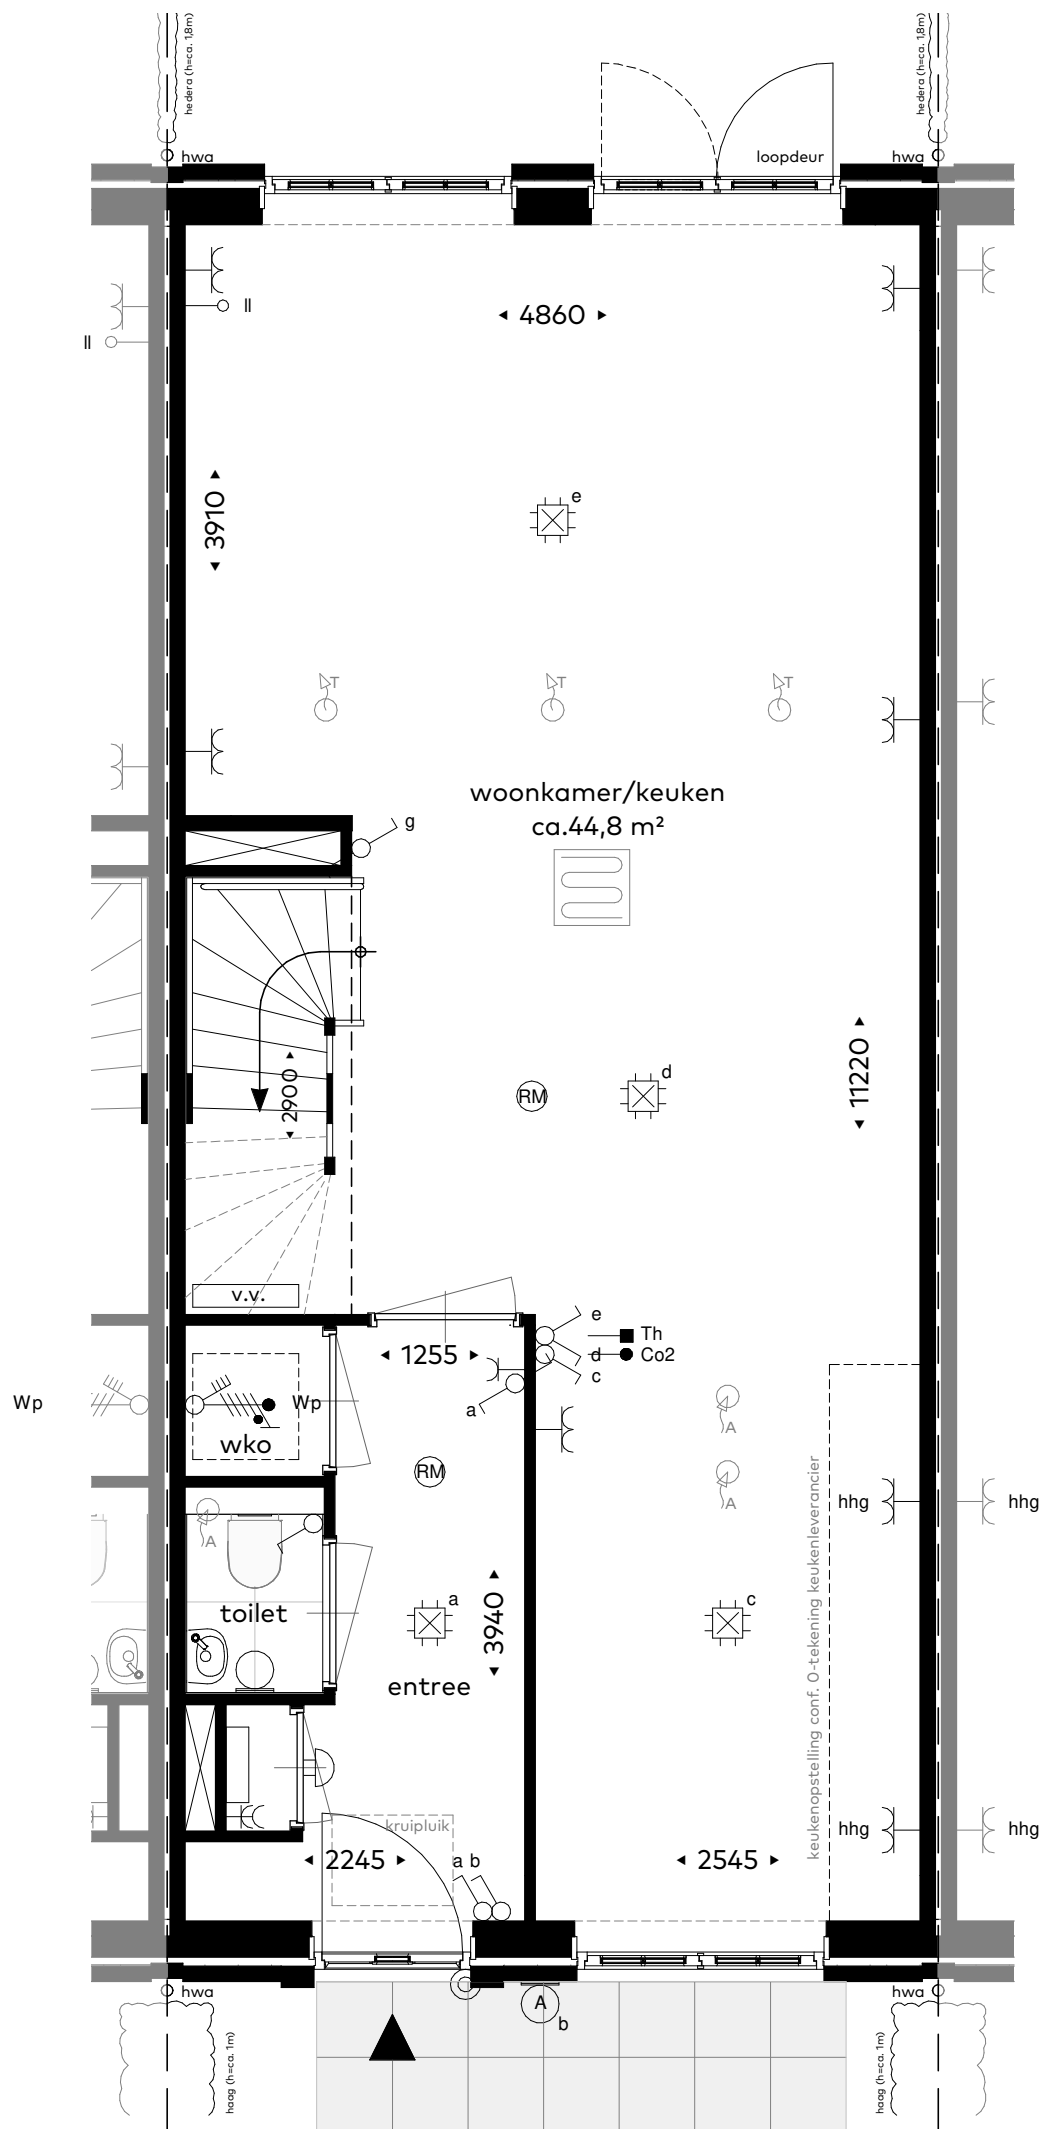 hedera (h=ca. 1,8m)
hedera (h=ca. 1,8m)
hwa
loopdeur
hwa
ll
ll
4860
3910
e
T
T
T
woonkamer/keuken
ca.44,8 m²
g
2900
RM
d
11220
v.v.
e
Th
d
Co2
c
1255
a
Wp
Wp
wko
A
RM
A
hhg
hhg
A
toilet
a
3940
c
entree
keukenopstelling conf. 0-tekening keukenleverancier
kruipluik
hhg
hhg
2245
a b
2545
hwa
hwa
A
b
haag (h=ca. 1m)
haag (h=ca. 1m)